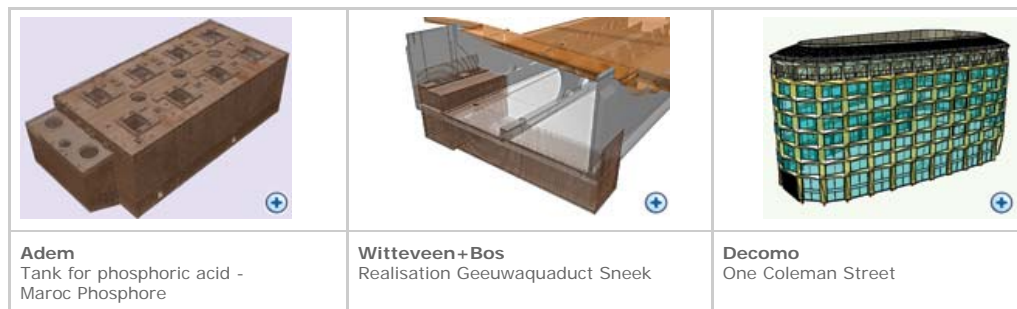 Adem
Tank for phosphoric acid -
Maroc Phosphore
Witteveen+Bos
Realisation Geeuwaquaduct Sneek
Decomo
One Coleman Street